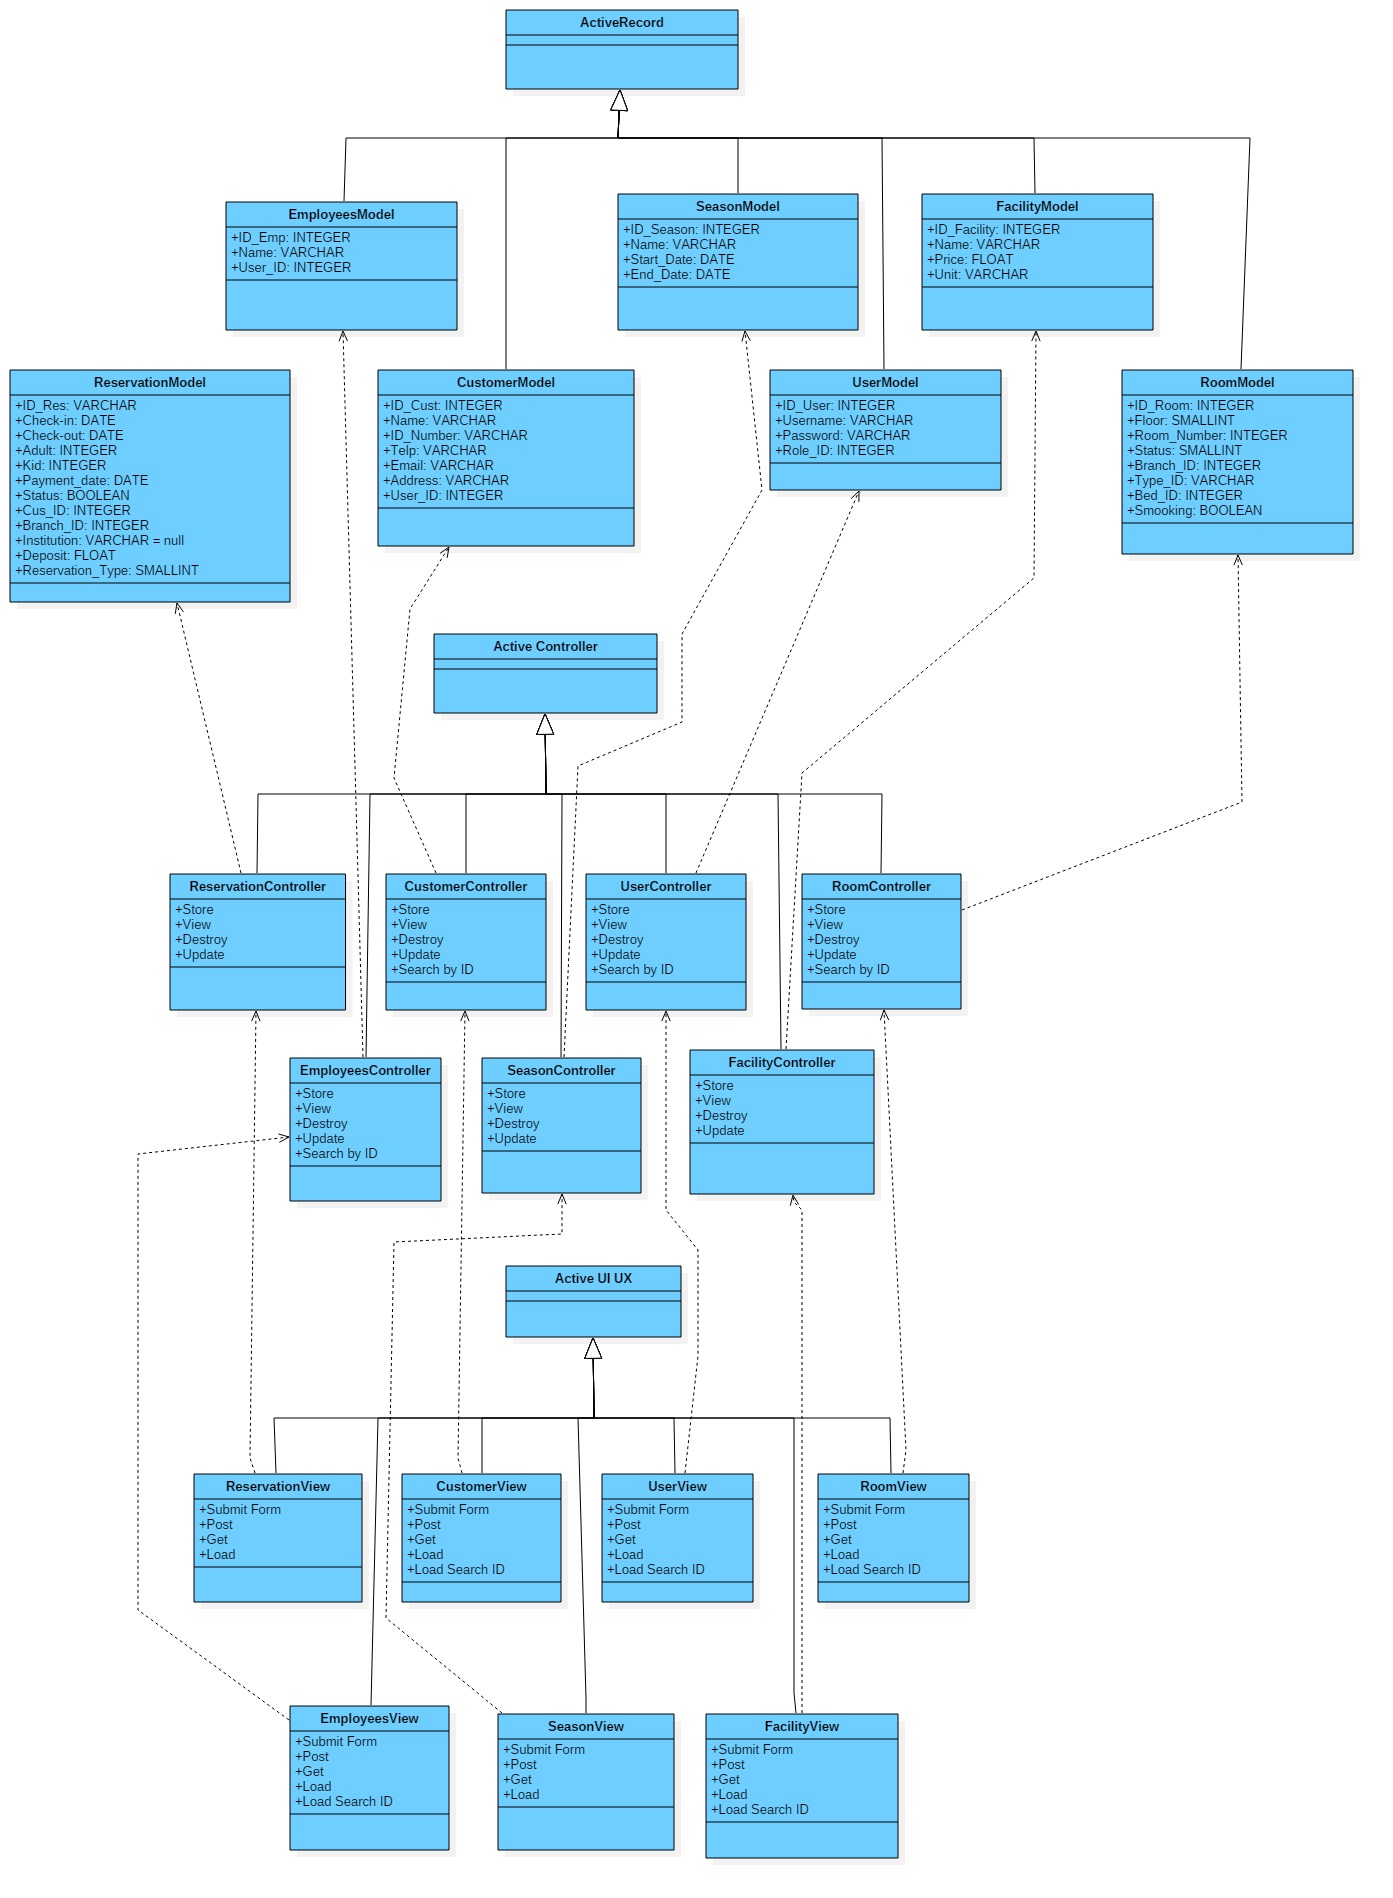 ActiveRecord
EmployeesModel
+ID_Emp: INTEGER
+Name: VARCHAR
+User_ID: INTEGER
SeasonModel
+ID_Season: INTEGER
+Name: VARCHAR
+Start_Date: DATE
+End_Date: DATE
FacilityModel
+ID_Facility: INTEGER
+Name: VARCHAR
+Price: FLOAT
+Unit: VARCHAR
ReservationModel
+ID_Res: VARCHAR
+Check-in: DATE
+Check-out: DATE
+Adult: INTEGER
+Kid: INTEGER
+Payment_date: DATE
+Status: BOOLEAN
+Cus_ID: INTEGER
+Branch_ID: INTEGER
+Institution: VARCHAR = null
+Deposit: FLOAT
+Reservation_Type: SMALLINT
CustomerModel
+ID_Cust: INTEGER
+Name: VARCHAR
+ID_Number: VARCHAR
+Telp: VARCHAR
+Email: VARCHAR
+Address: VARCHAR
+User_ID: INTEGER
UserModel
+ID_User: INTEGER
+Username: VARCHAR
+Password: VARCHAR
+Role_ID: INTEGER
RoomModel
+ID_Room: INTEGER
+Floor: SMALLINT
+Room_Number: INTEGER
+Status: SMALLINT
+Branch_ID: INTEGER
+Type_ID: VARCHAR
+Bed_ID: INTEGER
+Smooking: BOOLEAN
Active Controller
ReservationController
+Store
+View
+Destroy
+Update
CustomerController
+Store
+View
+Destroy
+Update
+Search by ID
UserController
+Store
+View
+Destroy
+Update
+Search by ID
RoomController
+Store
+View
+Destroy
+Update
+Search by ID
EmployeesController
+Store
+View
+Destroy
+Update
+Search by ID
SeasonController
+Store
+View
+Destroy
+Update
FacilityController
+Store
+View
+Destroy
+Update
Active UI UX
ReservationView
+Submit Form
+Post
+Get
+Load
CustomerView
+Submit Form
+Post
+Get
+Load
+Load Search ID
UserView
+Submit Form
+Post
+Get
+Load
+Load Search ID
RoomView
+Submit Form
+Post
+Get
+Load
+Load Search ID
EmployeesView
+Submit Form
+Post
+Get
+Load
+Load Search ID
SeasonView
+Submit Form
+Post
+Get
+Load
FacilityView
+Submit Form
+Post
+Get
+Load
+Load Search ID